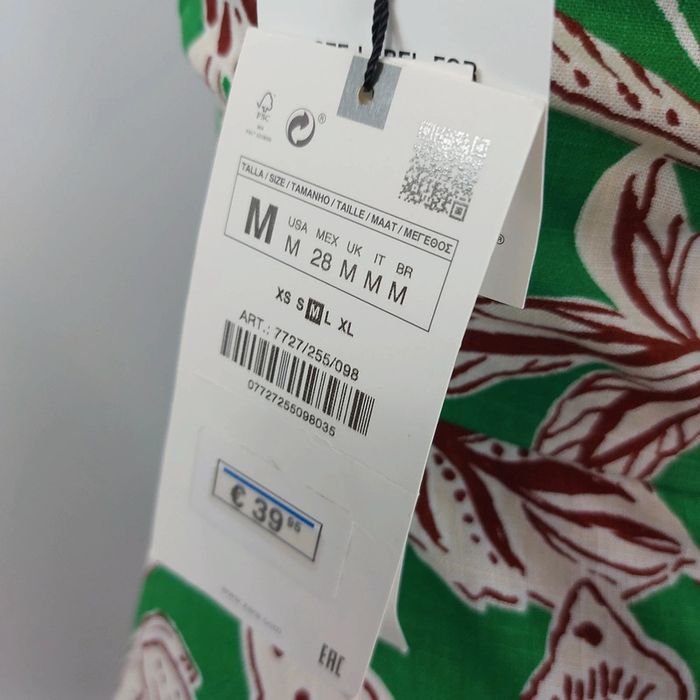 FSC
®
TALLA / SIZE / TAMANHO / TAILLE / MAAT / ΜΕΓΕΘΟΣ
M
USA MEX UK IT BR
M 28 M M M
XS S M L XL
ART.: 7727/255/098
07727255098035
€ 39 95
EAC
®